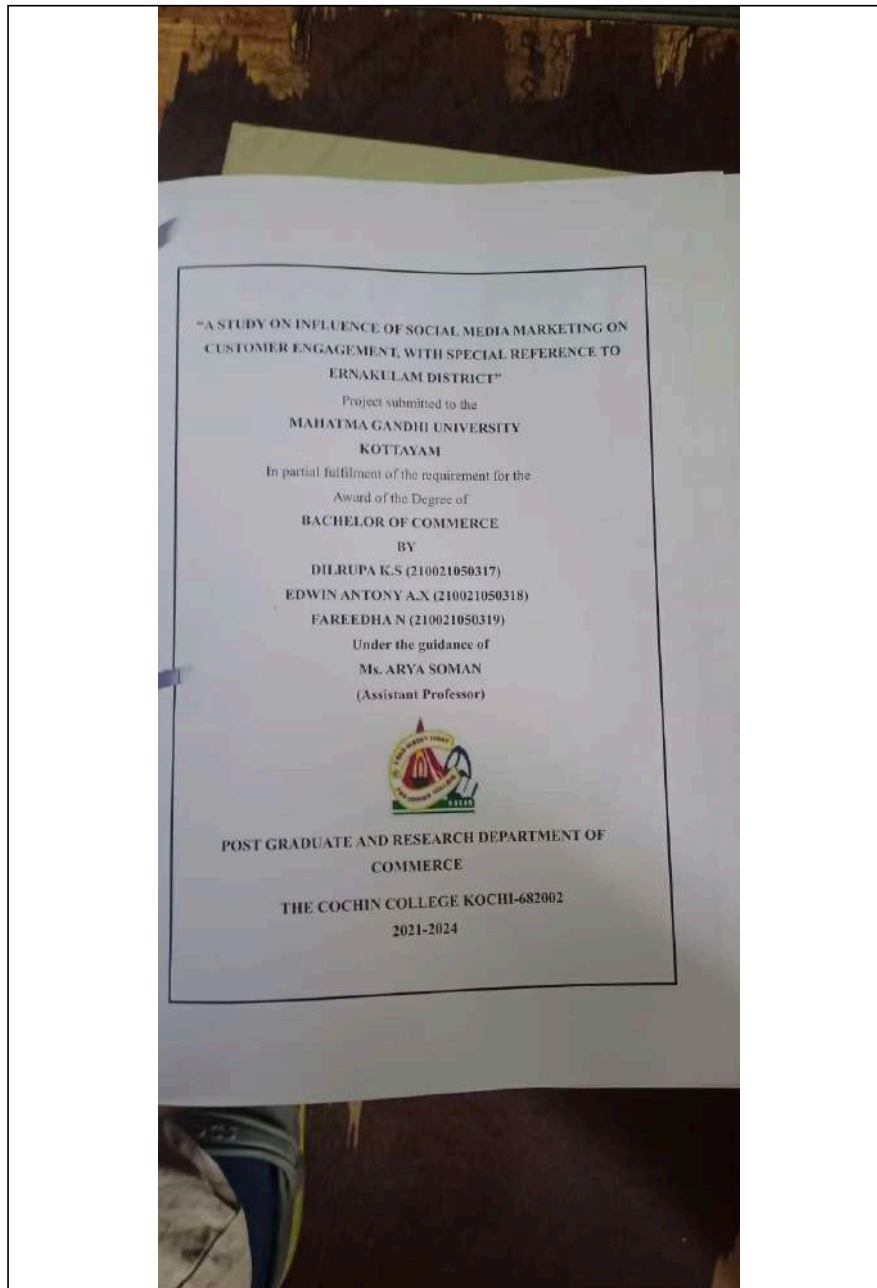 "A STUDY ON INFLUENCE OF SOCIAL MEDIA MARKETING ON
CUSTOMER ENGAGEMENT, WITH SPECIAL REFERENCE TO
ERNAKULAM DISTRICT"
Project submitted to the
MAHATMA GANDHI UNIVERSITY
KOTTAYAM
In partial fulfilment of the requirement for the
Award of the Degree of
BACHELOR OF COMMERCE
BY
DILRUPA K.S (210021050317)
EDWIN ANTONY A.X (210021050318)
FAREEDHA N (210021050319)
Under the guidance of
Ms. ARYA SOMAN
(Assistant Professor)
POST GRADUATE AND RESEARCH DEPARTMENT OF
COMMERCE
THE COCHIN COLLEGE KOCHI-682002
2021-2024